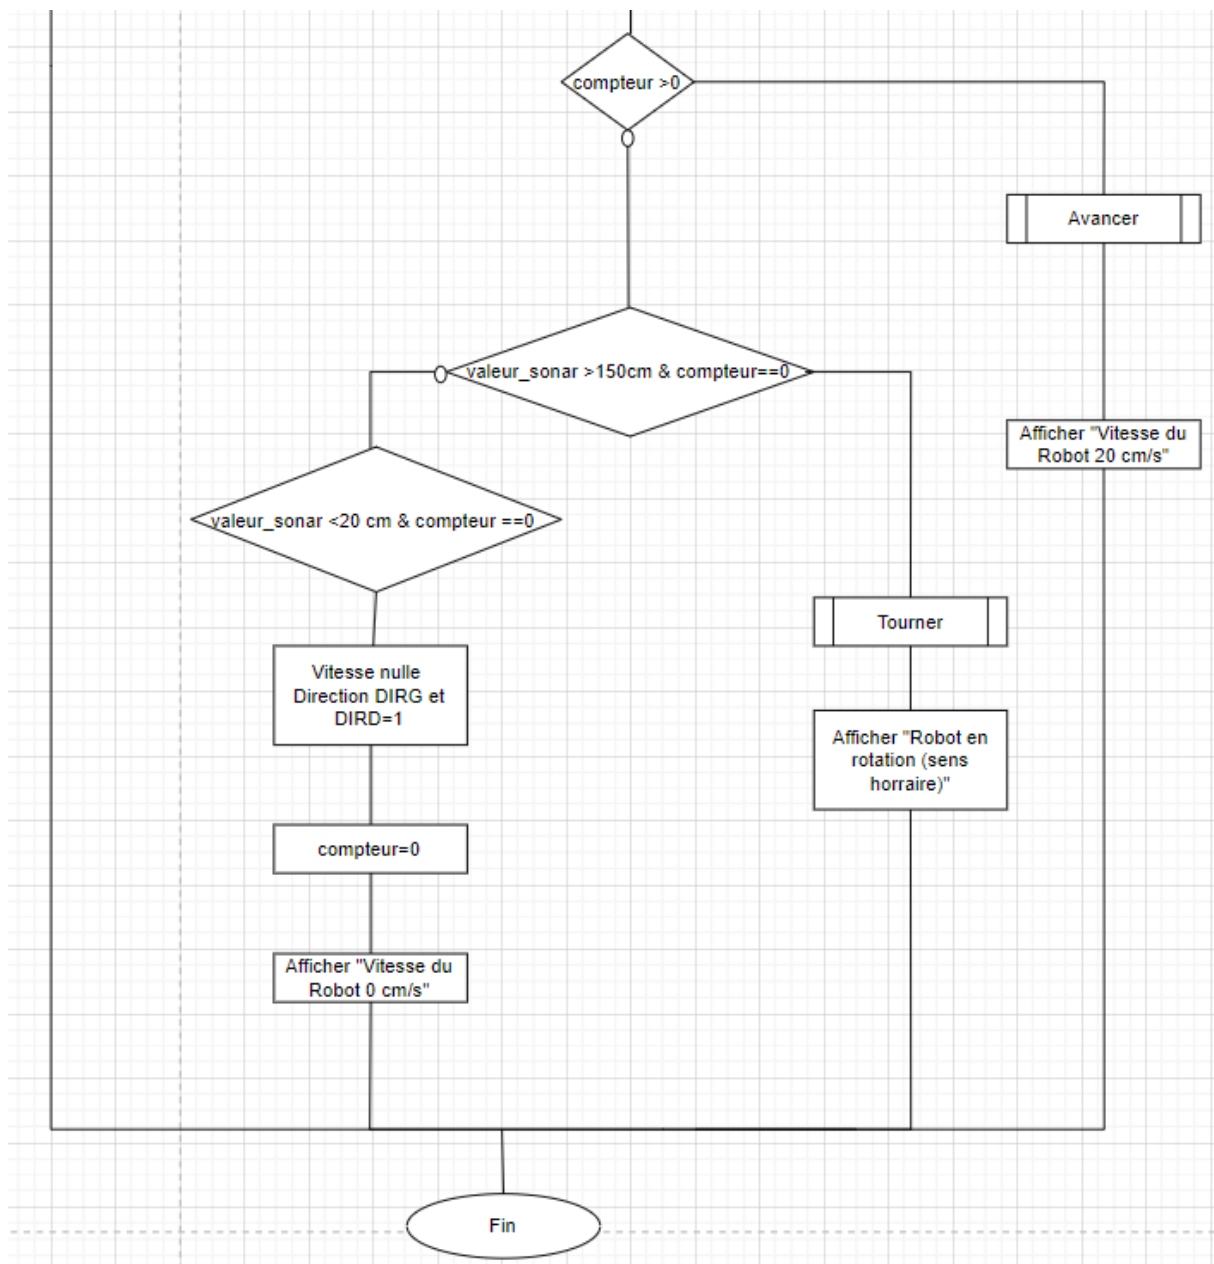 compteur >0
Avancer
valeur_sonar >150cm & compteur==0
Afficher "Vitesse du
Robot 20 cm/s"
valeur_sonar <20 cm & compteur ==0
Tourner
Vitesse nulle
Direction DIRG et
DIRD=1
Afficher "Robot en
rotation (sens
horraire)"
compteur=0
Afficher "Vitesse du
Robot 0 cm/s"
Fin